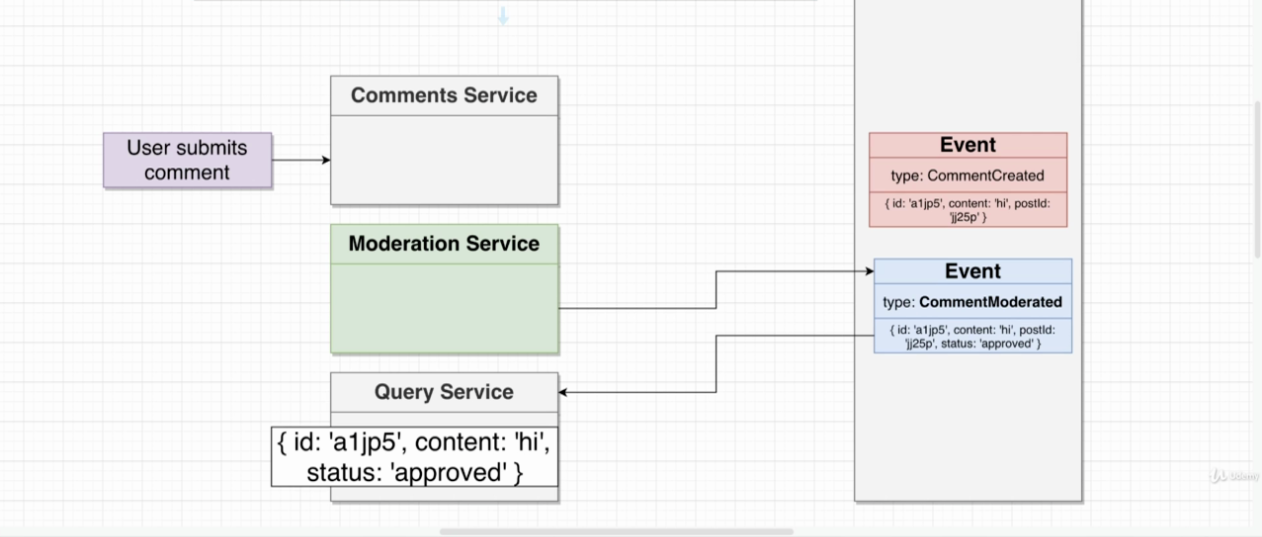 Comments Service
User submits
comment
Event
type: CommentCreated
{ id: 'a1jp5', content: 'hi', postId:
'jj25p' }
Moderation Service
Event
type: CommentModerated
{ id: 'a1jp5', content: 'hi', postId:
'jj25p', status: 'approved' }
Query Service
{ id: 'a1jp5', content: 'hi',
status: 'approved' }
Udemy